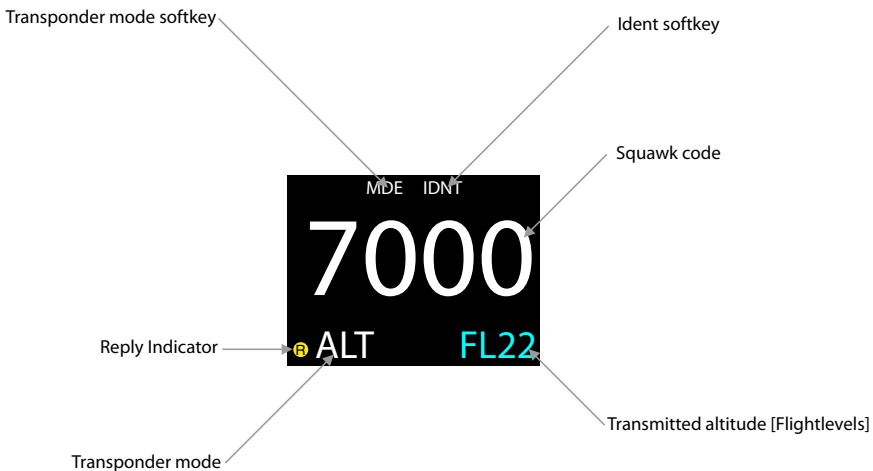 Transponder mode softkey
Ident softkey
Squawk code
MDE IDNT
7000
Reply Indicator
R ALT FL22
Transmitted altitude [Flightlevels]
Transponder mode